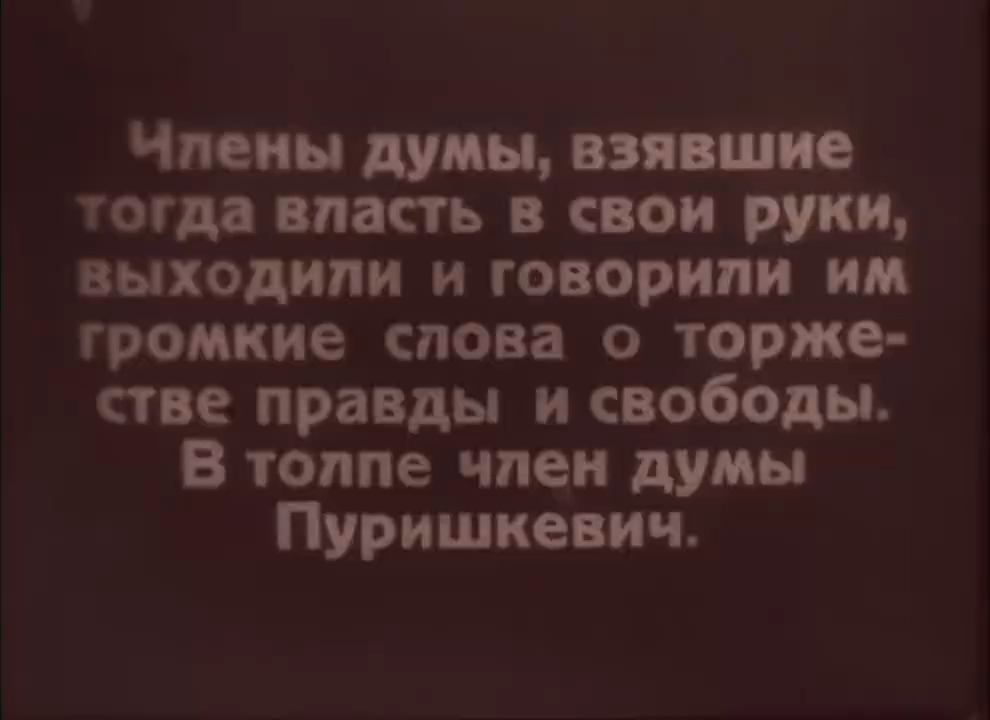 Члены думы, взявшие
тогда власть в свои руки,
выходили и говорили им
громкие слова о торже-
стве правды и свободы.
В толпе член думы
Пуришкевич.